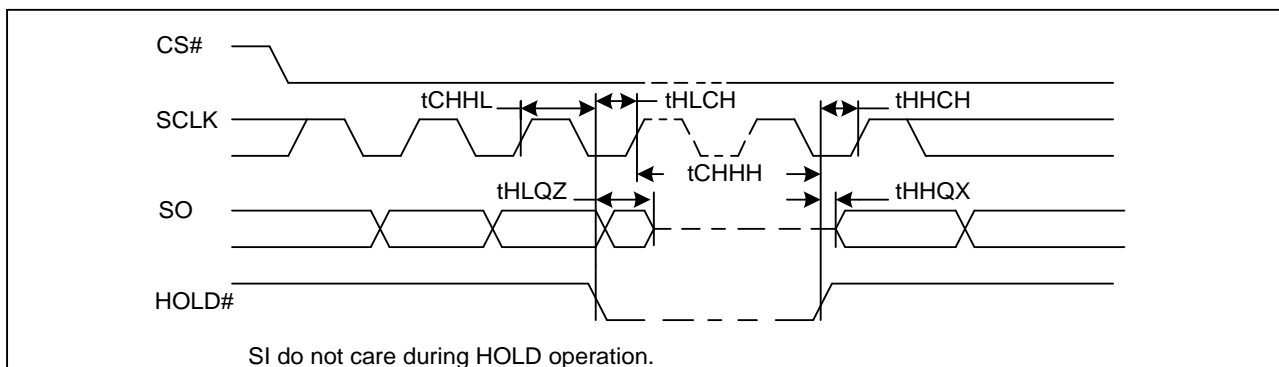 CS#
tCHHL tHLCH tHHCH
SCLK
tCHHH
tHLQZ tHHQX
SO
HOLD#
SI do not care during HOLD operation.